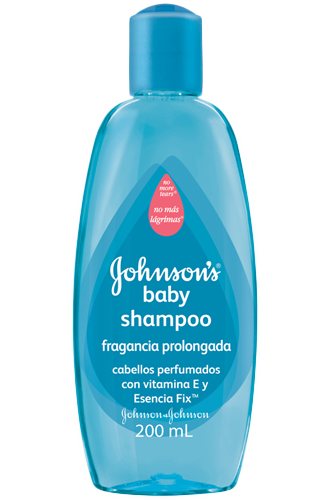 no
more
tears®
no más
lágrimas®
Johnson's®
baby
shampoo
fragancia prolongada
cabellos perfumados
con vitamina E y
Esencia Fix™
Johnson & Johnson
200 mL